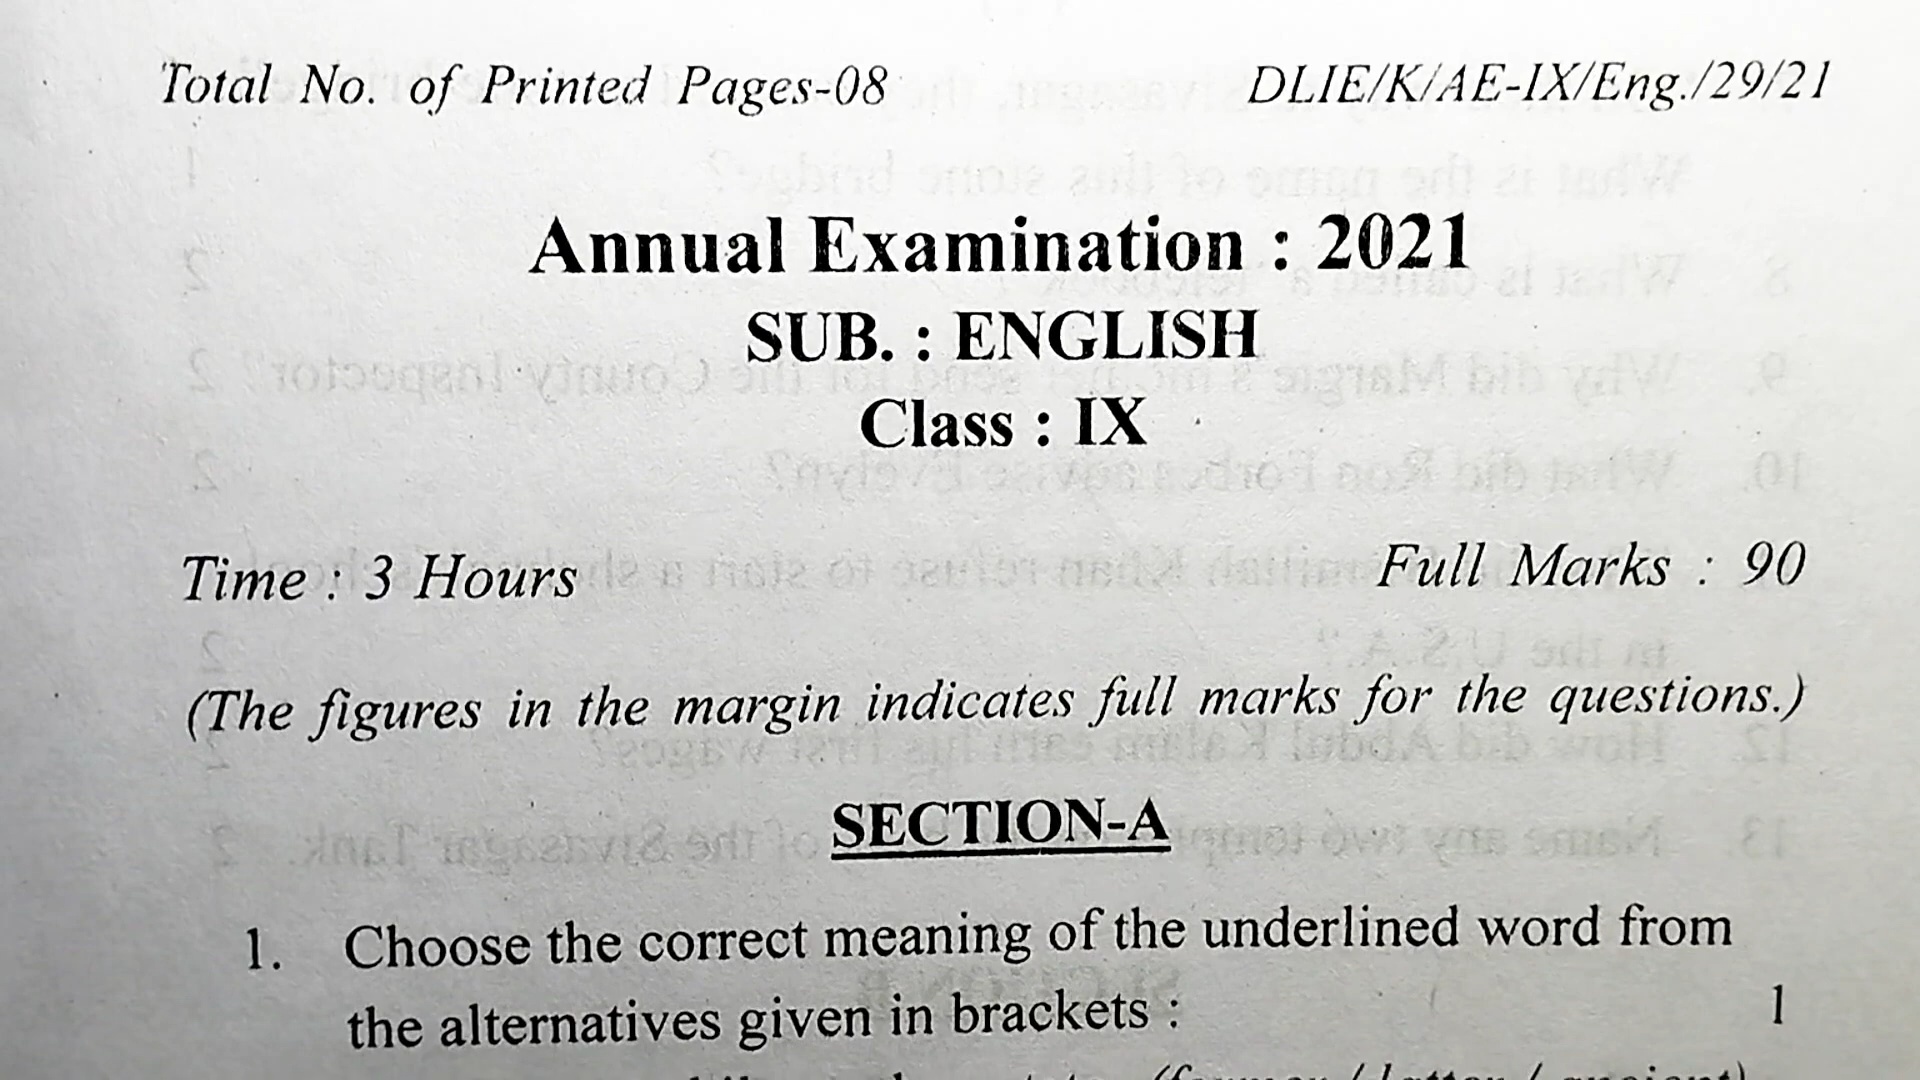 Total No. of Printed Pages-08 DLIE/K/AE-IX/Eng./29/21
Annual Examination : 2021
SUB. : ENGLISH
Class : IX
Time : 3 Hours Full Marks : 90
(The figures in the margin indicates full marks for the questions.)
SECTION-A
1. Choose the correct meaning of the underlined word from
the alternatives given in brackets : 1